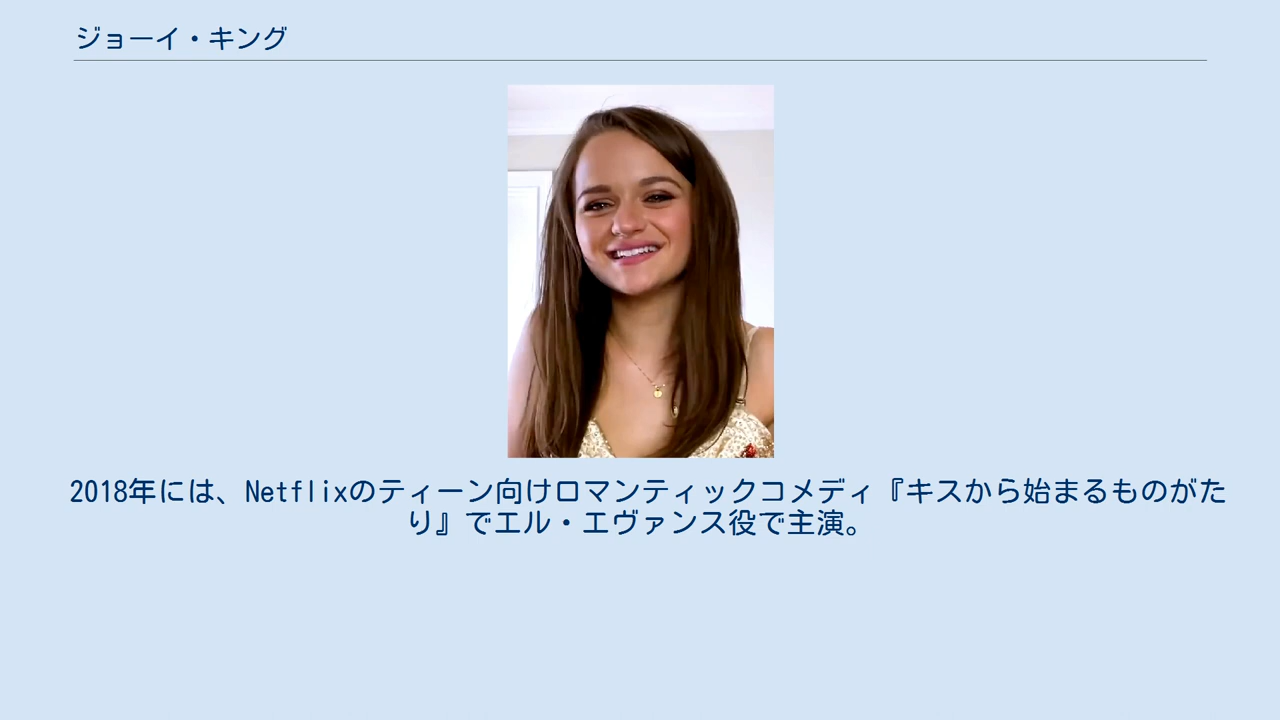 ジョーイ・キング
2018年には、Netflixのティーン向けロマンティックコメディ『キスから始まるものがた
り』でエル・エヴァンス役で主演。